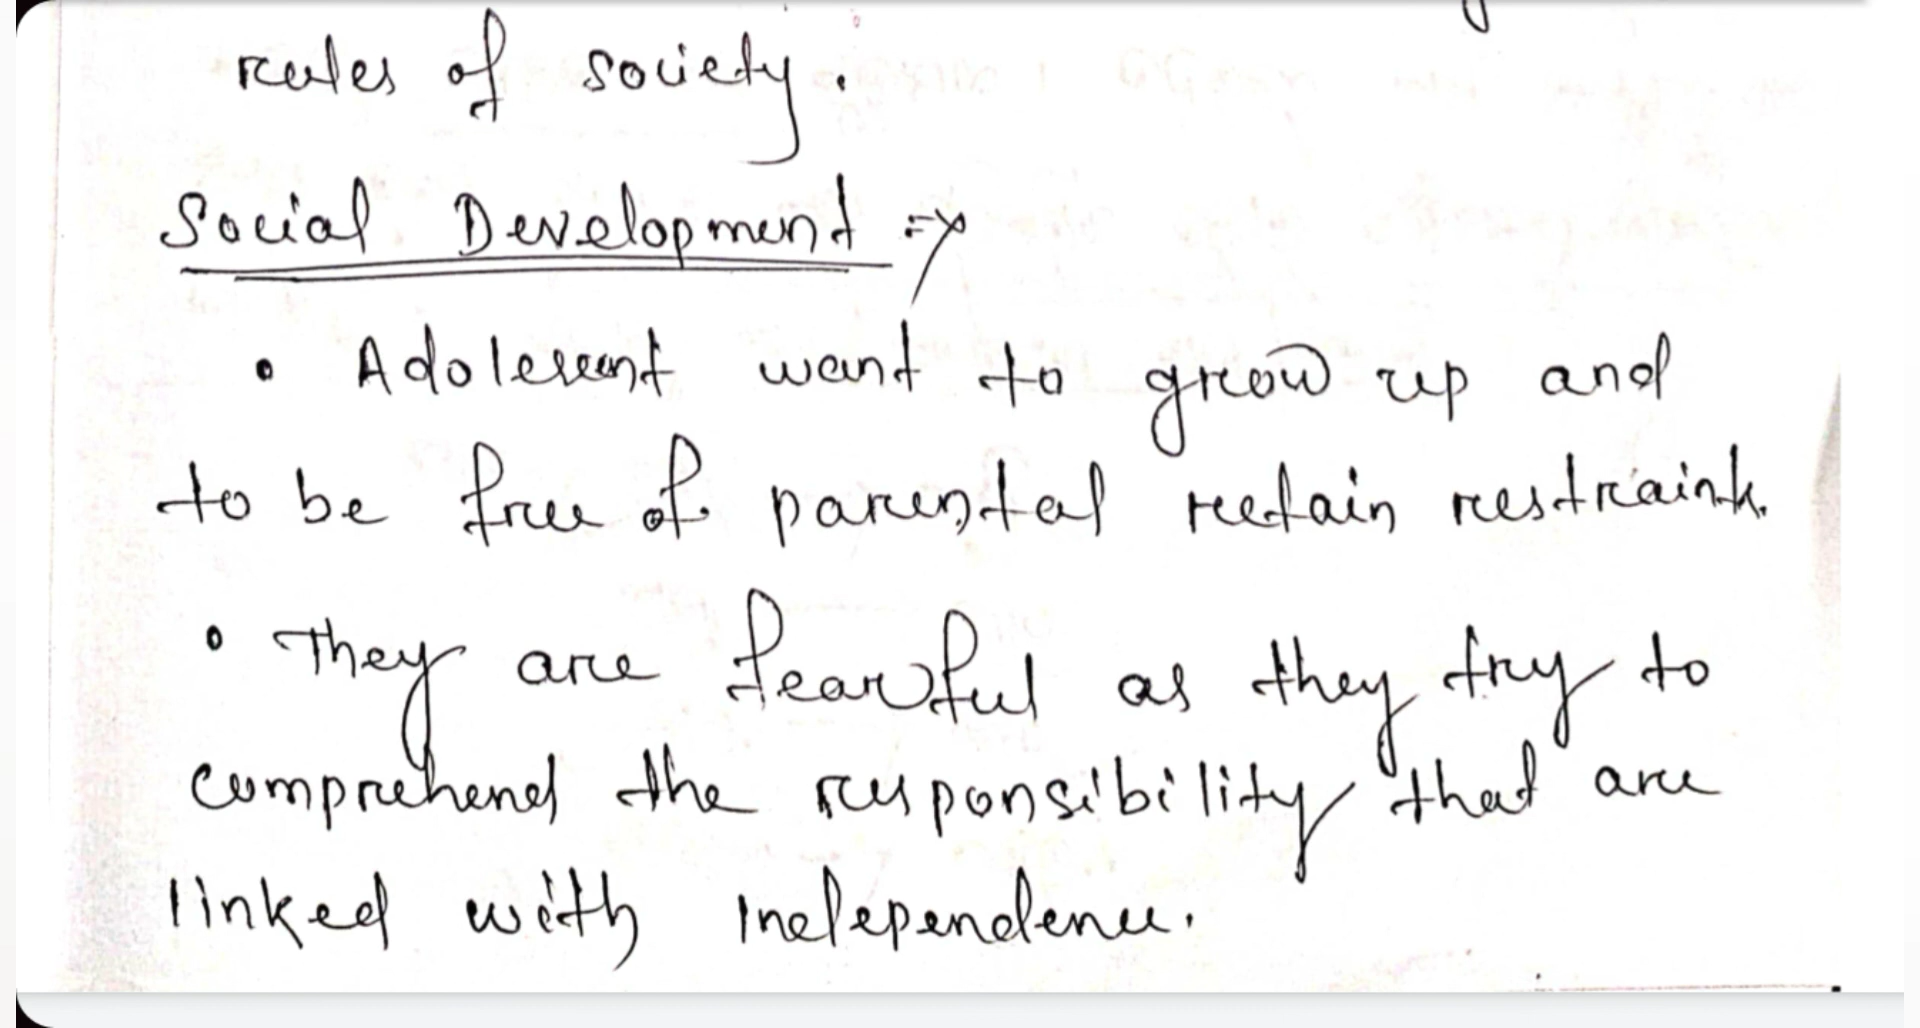 rules of society.
Social Development =>
• Adolescent want to grow up and
to be free of parental retain restraint.
• They are fearful as they try to
comprehend the responsibility that are
linked with independence.